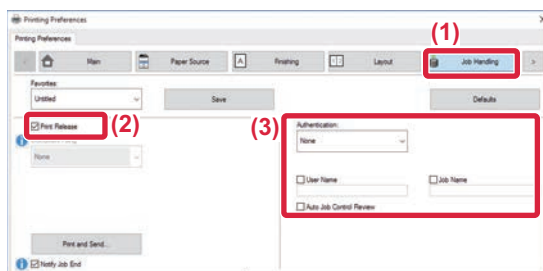 Printing Preferences
Printing Preferences
(1)
Main
Paper Source
A
Finishing
Layout
Job Handling
Favorites:
Untitled
Save
Defaults
Print Release
(2)
(3)
Authentication:
None
None
User Name
Job Name
Auto Job Control Review
Print and Send...
Notify Job End